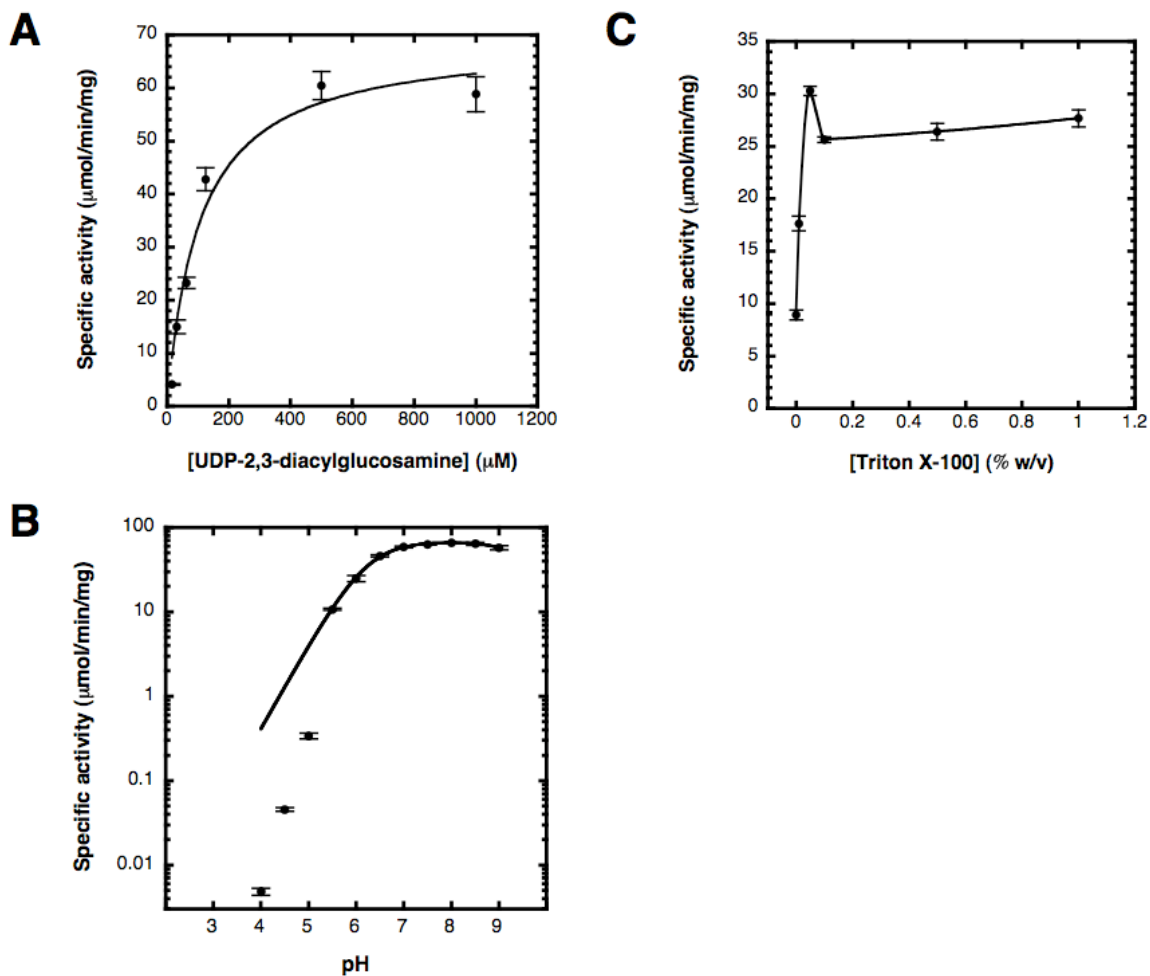 A
Specific activity (µmol/min/mg)
70
60
50
40
30
20
10
0
0 200 400 600 800 1000 1200
[UDP-2,3-diacylglucosamine] (µM)
C
Specific activity (µmol/min/mg)
35
30
25
20
15
10
5
0
0 0.2 0.4 0.6 0.8 1 1.2
[Triton X-100] (% w/v)
B
Specific activity (µmol/min/mg)
100
10
1
0.1
0.01
3 4 5 6 7 8 9
pH